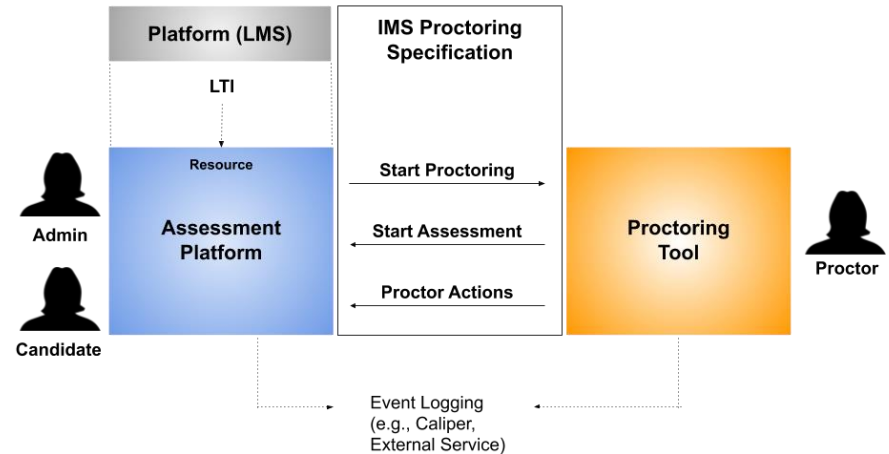 Platform (LMS)
IMS Proctoring
Specification
LTI
Resource
Start Proctoring
Admin
Assessment
Platform
Start Assessment
Proctoring
Tool
Proctor
Proctor Actions
Candidate
Event Logging
(e.g., Caliper,
External Service)